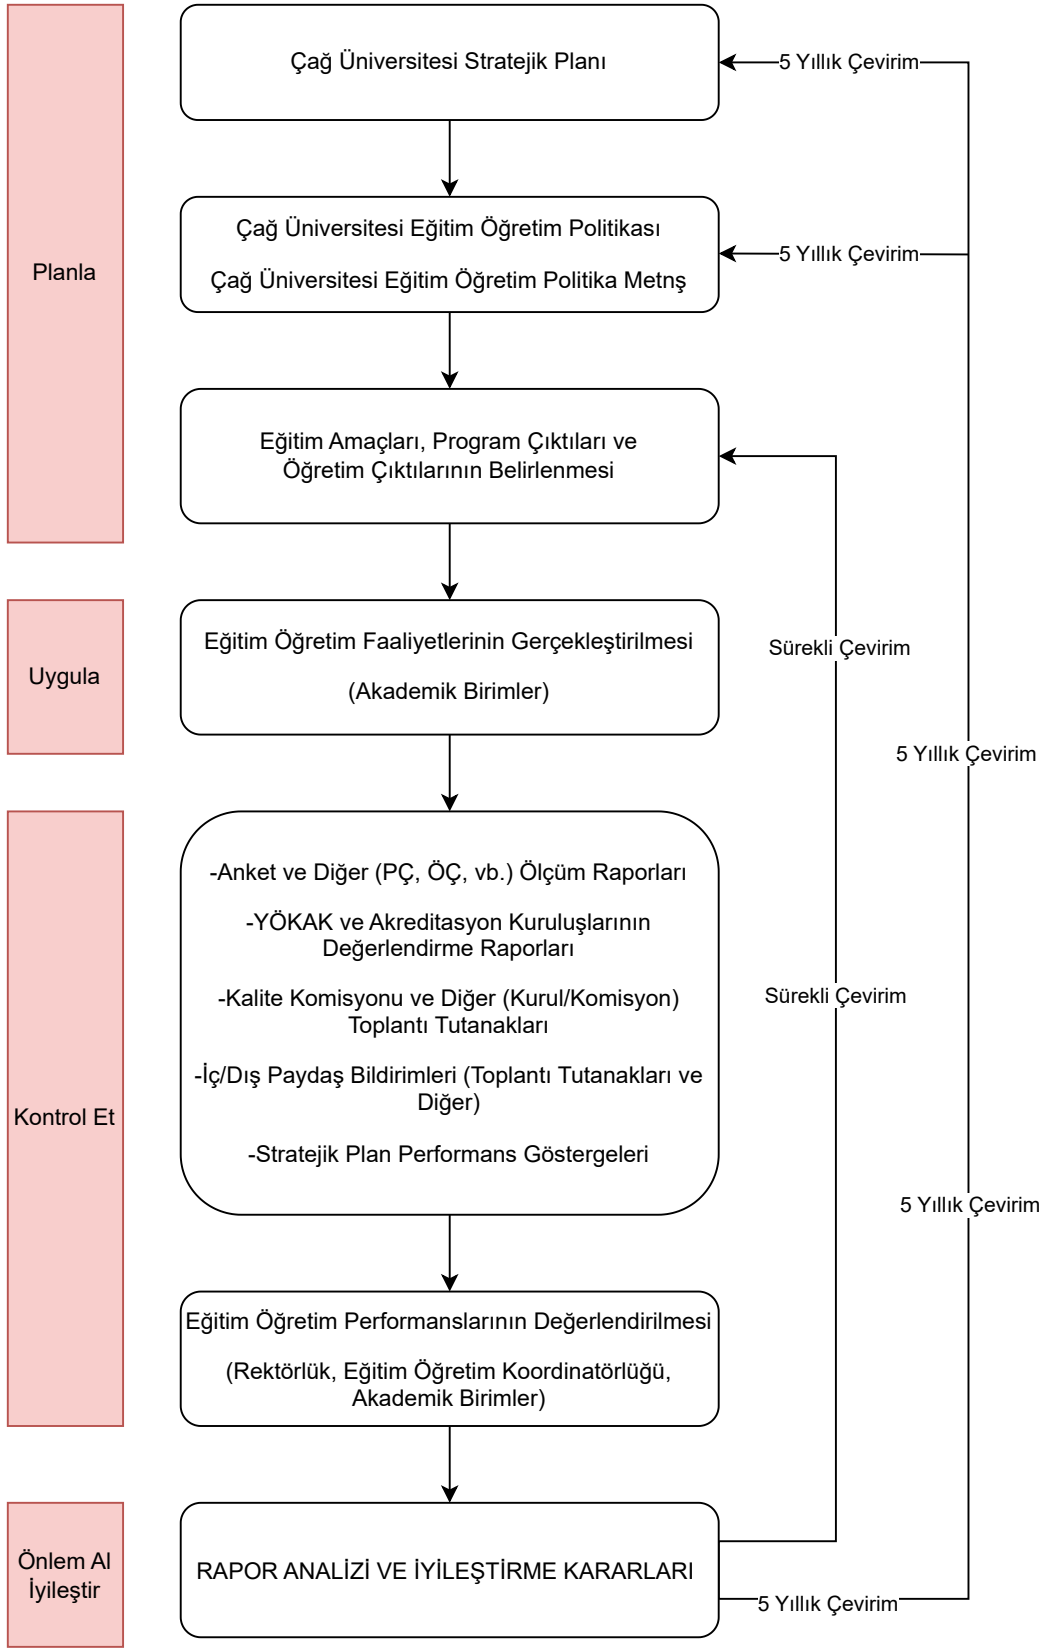 Çağ Üniversitesi Stratejik Planı
5 Yıllık Çevirim
Planla
Çağ Üniversitesi Eğitim Öğretim Politikası
Çağ Üniversitesi Eğitim Öğretim Politika Metnş
5 Yıllık Çevirim
Eğitim Amaçları, Program Çıktıları ve
Öğretim Çıktılarının Belirlenmesi
Uygula
Eğitim Öğretim Faaliyetlerinin Gerçekleştirilmesi
(Akademik Birimler)
Sürekli Çevirim
5 Yıllık Çevirim
Kontrol Et
-Anket ve Diğer (PÇ, ÖÇ, vb.) Ölçüm Raporları
-YÖKAK ve Akreditasyon Kuruluşlarının
Değerlendirme Raporları
-Kalite Komisyonu ve Diğer (Kurul/Komisyon)
Toplantı Tutanakları
-İç/Dış Paydaş Bildirimleri (Toplantı Tutanakları ve
Diğer)
-Stratejik Plan Performans Göstergeleri
Sürekli Çevirim
5 Yıllık Çevirim
Eğitim Öğretim Performanslarının Değerlendirilmesi
(Rektörlük, Eğitim Öğretim Koordinatörlüğü,
Akademik Birimler)
Önlem Al
İyileştir
RAPOR ANALİZİ VE İYİLEŞTİRME KARARLARI
5 Yıllık Çevirim